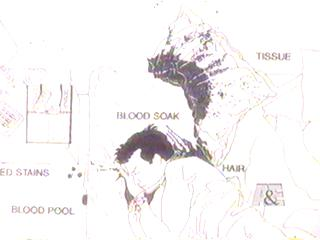 TISSUE
BLOOD SOAK
HAIR
ED STAINS
BLOOD POOL
A&E